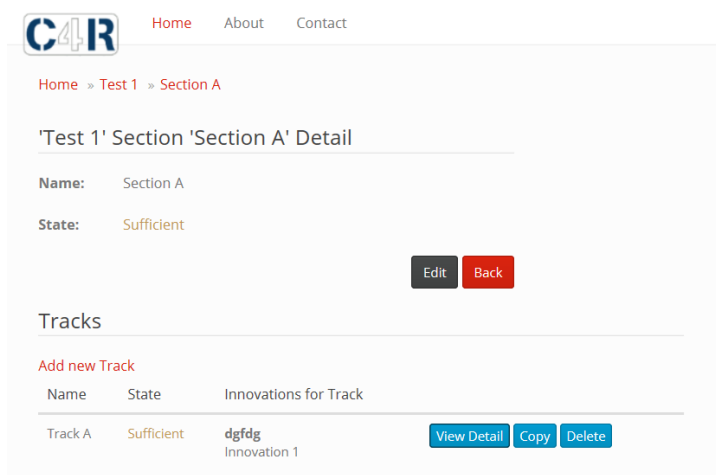 C4R Home About Contact
Home » Test 1 » Section A
'Test 1' Section 'Section A' Detail
Name: Section A
State: Sufficient
Edit Back
Tracks
Add new Track
Name State Innovations for Track
Track A Sufficient dgfdg View Detail Copy Delete
Innovation 1